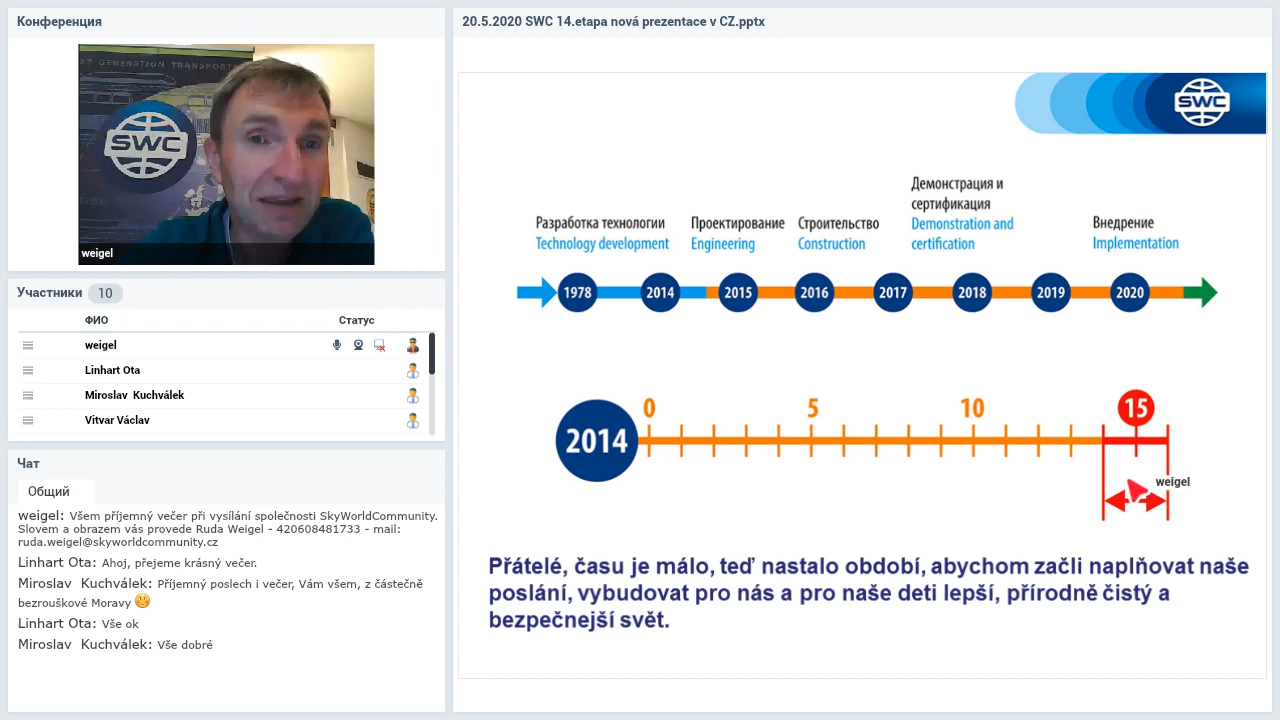 Конференция
NEXT GENERATION TRANSPORT
SWC
weigel
Участники 10
ФИО Статус
weigel
Linhart Ota
Miroslav Kuchválek
Vitvar Václav
Чат
Общий
weigel: Všem příjemný večer při vysílání společnosti SkyWorldCommunity.
Slovem a obrazem vás provede Ruda Weigel - 420608481733 - mail:
ruda.weigel@skyworldcommunity.cz
Linhart Ota: Ahoj, přejeme krásný večer.
Miroslav Kuchválek: Příjemný poslech i večer, Vám všem, z částečně
bezrouškové Moravy
Linhart Ota: Vše ok
Miroslav Kuchválek: Vše dobré
20.5.2020 SWC 14.etapa nová prezentace v CZ.pptx
SWC
Разработка технологии
Technology development
Проектирование
Engineering
Строительство
Construction
Демонстрация и
сертификация
Demonstration and
certification
Внедрение
Implementation
1978 2014 2015 2016 2017 2018 2019 2020
2014 0 5 10 15
weigel
Přátelé, času je málo, teď nastalo období, abychom začli naplňovat naše
poslání, vybudovat pro nás a pro naše deti lepší, přírodně čistý a
bezpečnejší svět.